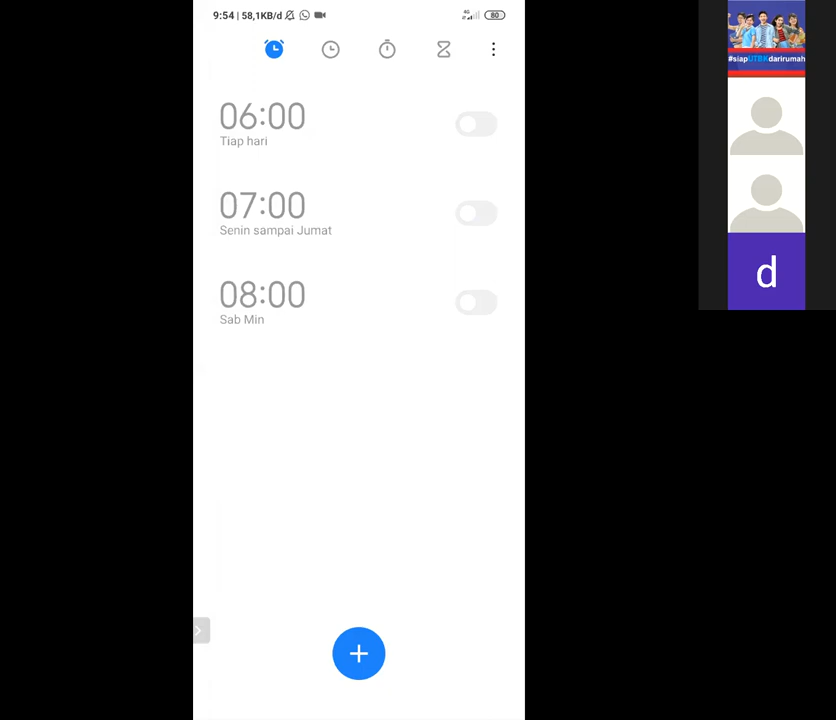 9:54 | 58,1KB/d
4G
80
06:00
Tiap hari
07:00
Senin sampai Jumat
08:00
Sab Min
#siapUTBKdarirumah
d